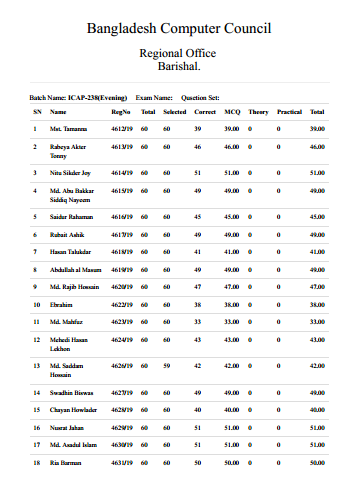 Bangladesh Computer Council
Regional Office
Barishal.
Batch Name: ICAP-238(Evening) Exam Name: Question Set:
SN Name RegNo Total Selected Correct MCQ Theory Practical Total
1 Mst. Tamanna 4612/19 60 60 39 39.00 0 0 39.00
2 Rabeya Akter 4613/19 60 60 46 46.00 0 0 46.00
Tonny
3 Nitu Sikder Joy 4614/19 60 60 51 51.00 0 0 51.00
4 Md. Abu Bakkar 4615/19 60 60 49 49.00 0 0 49.00
Siddiq Nayeem
5 Saidur Rahaman 4616/19 60 60 45 45.00 0 0 45.00
6 Rubait Ashik 4617/19 60 60 49 49.00 0 0 49.00
7 Hasan Talukdar 4618/19 60 60 41 41.00 0 0 41.00
8 Abdullah al Masum 4619/19 60 60 49 49.00 0 0 49.00
9 Md. Rajib Hossain 4620/19 60 60 47 47.00 0 0 47.00
10 Ebrahim 4622/19 60 60 38 38.00 0 0 38.00
11 Md. Mahfuz 4623/19 60 60 33 33.00 0 0 33.00
12 Mehedi Hasan 4624/19 60 60 43 43.00 0 0 43.00
Lekhon
13 Md. Saddam 4626/19 60 59 42 42.00 0 0 42.00
Hossain
14 Swadhin Biswas 4627/19 60 60 49 49.00 0 0 49.00
15 Chayan Howlader 4628/19 60 60 40 40.00 0 0 40.00
16 Nusrat Jahan 4629/19 60 60 51 51.00 0 0 51.00
17 Md. Asadul Islam 4630/19 60 60 51 51.00 0 0 51.00
18 Ria Barman 4631/19 60 60 50 50.00 0 0 50.00